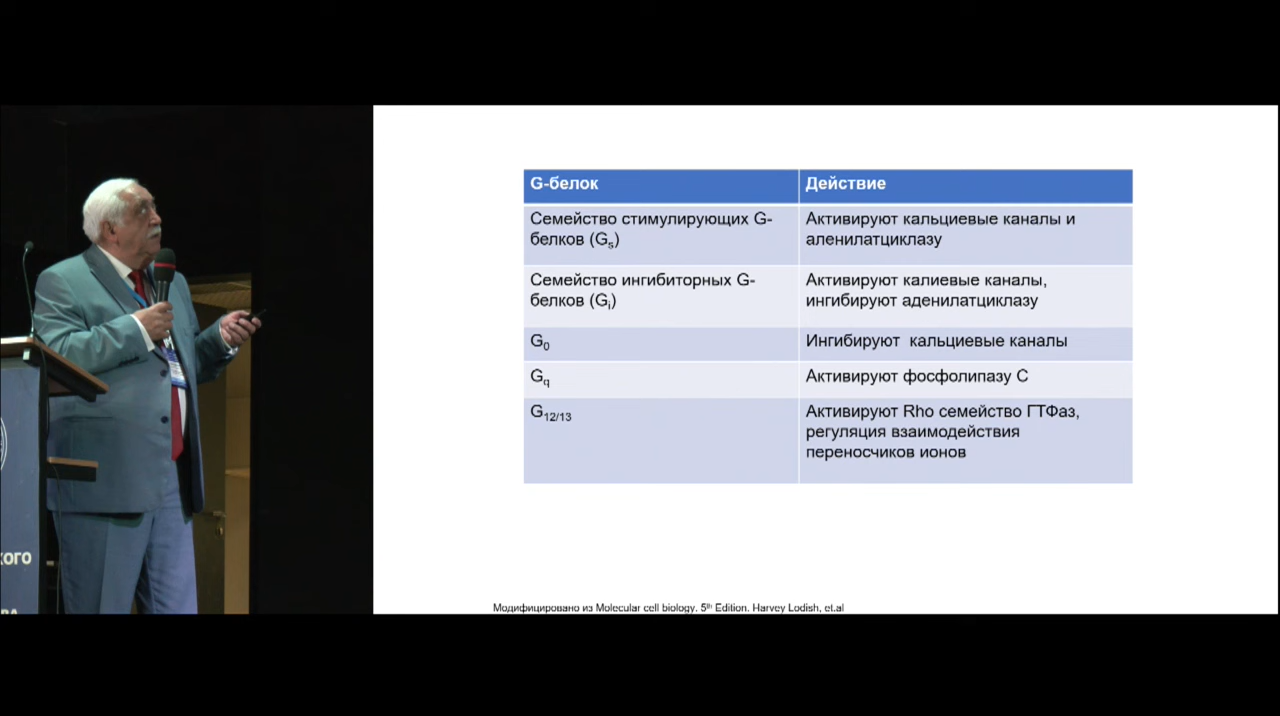 G-белок
Действие
Семейство стимулирующих G-
белков (Gs)
Активируют кальциевые каналы и
аленилатциклазу
Семейство ингибиторных G-
белков (Gi)
Активируют калиевые каналы,
ингибируют аденилатциклазу
G0
Ингибируют кальциевые каналы
Gq
Активируют фосфолипазу С
G12/13
Активируют Rho семейство ГТФаз,
регуляция взаимодействия
переносчиков ионов
Модифицировано из Molecular cell biology. 5th Edition. Harvey Lodish, et.al